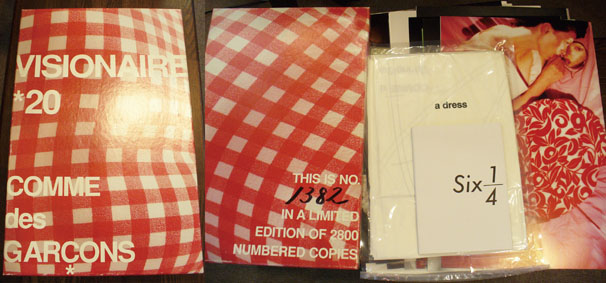 VISIONAIRE
*20
COMME
des
GARCONS
*
THIS IS NO.
1382
IN A LIMITED
EDITION OF 2800
NUMBERED COPIES
a dress
Six 1/4